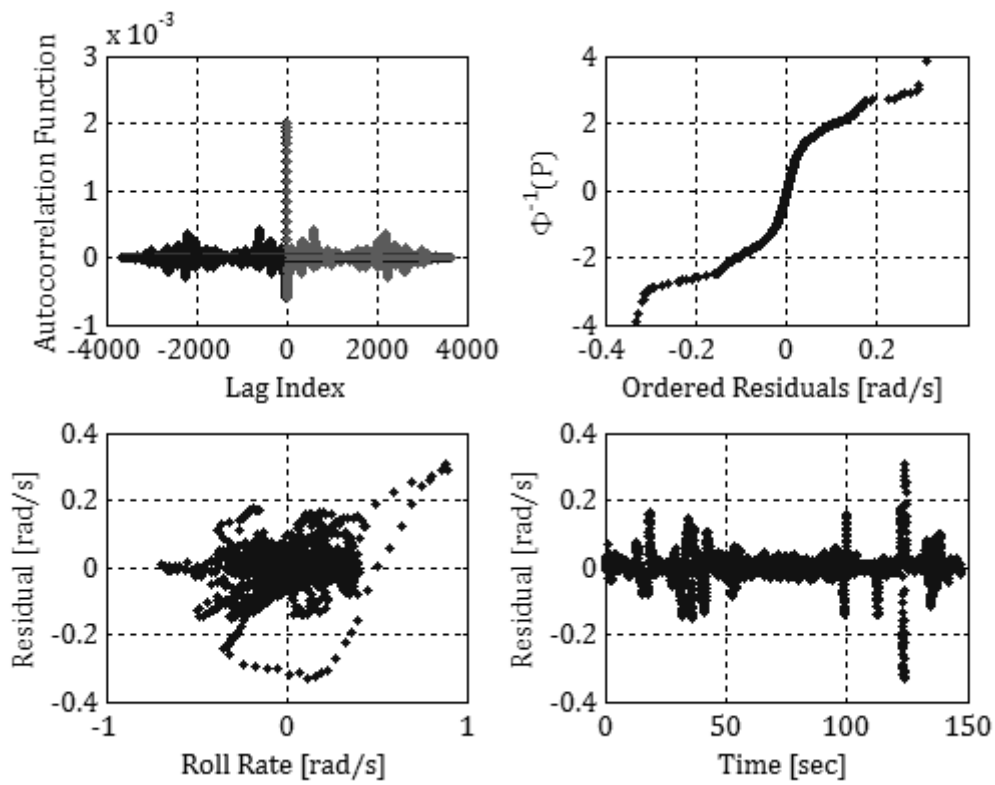 x 10⁻³
3
2
1
0
-1
-4000 -2000 0 2000 4000
Autocorrelation Function
Lag Index
4
2
0
-2
-4
-0.4 -0.2 0 0.2
Φ⁻¹(P)
Ordered Residuals [rad/s]
0.4
0.2
0
-0.2
-0.4
-1 0 1
Residual [rad/s]
Roll Rate [rad/s]
0.4
0.2
0
-0.2
-0.4
0 50 100 150
Residual [rad/s]
Time [sec]